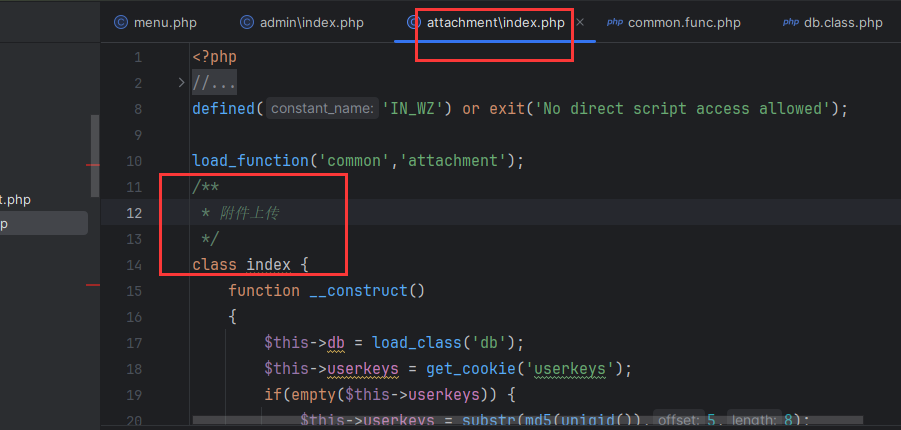 menu.php admin\index.php attachment\index.php php common.func.php php db.class.php
1 <?php
2 //...
8 defined( constant_name: 'IN_WZ') or exit('No direct script access allowed');
9
10 load_function('common','attachment');
t.php
11 /**
p
12 * 附件上传
13 */
14 class index {
15 function __construct()
16 {
17 $this->db = load_class('db');
18 $this->userkeys = get_cookie('userkeys');
19 if(empty($this->userkeys)) {
20 $this->userkeys = substr(md5(uniqid()), offset: 5, length: 8);